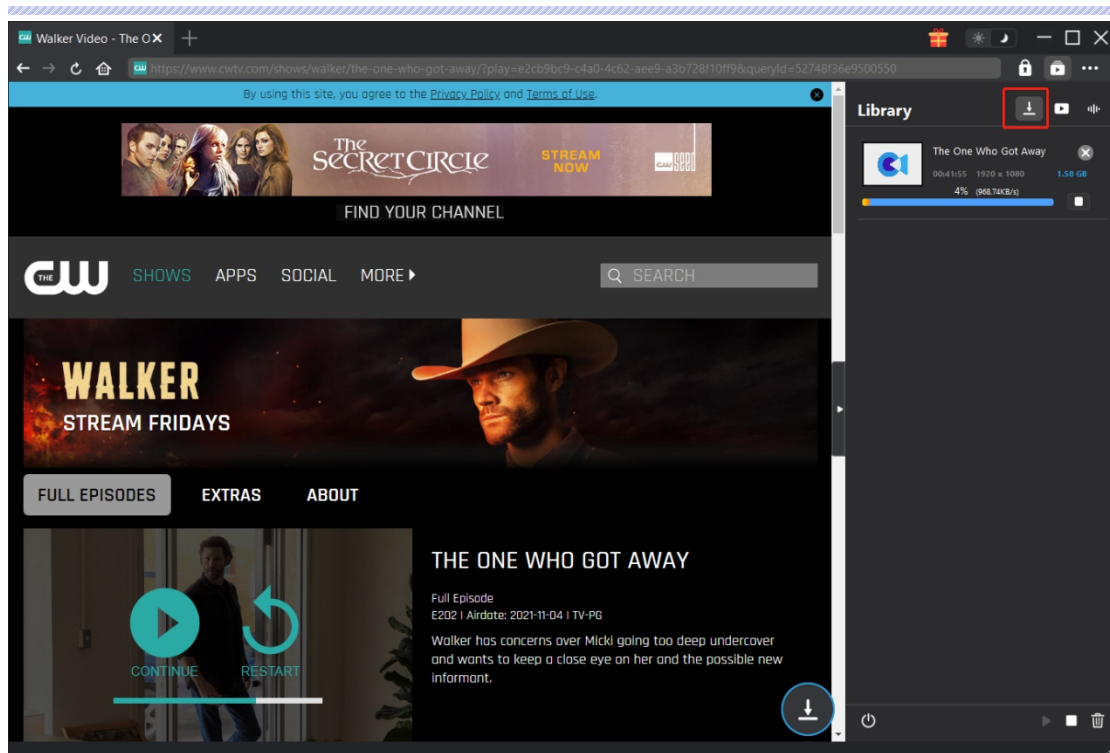 Walker Video - The O
https://www.cwtv.com/shows/walker/the-one-who-got-away/?play=e2cb9bc9-c4a0-4c62-aee9-a3b728f10ff9&queryId=52748f36e9500550
By using this site, you agree to the Privacy Policy and Terms of Use.
The
SECRET CIRCLE
STREAM
NOW
CW seed
FIND YOUR CHANNEL
THE CW
SHOWS APPS SOCIAL MORE
SEARCH
WALKER
STREAM FRIDAYS
FULL EPISODES EXTRAS ABOUT
CONTINUE RESTART
THE ONE WHO GOT AWAY
Full Episode
E202 | Airdate: 2021-11-04 | TV-PG
Walker has concerns over Micki going too deep undercover
and wants to keep a close eye on her and the possible new
informant.
Library
The One Who Got Away
00:41:55 1920 x 1080 1.58 GB
4% (968.74KB/s)